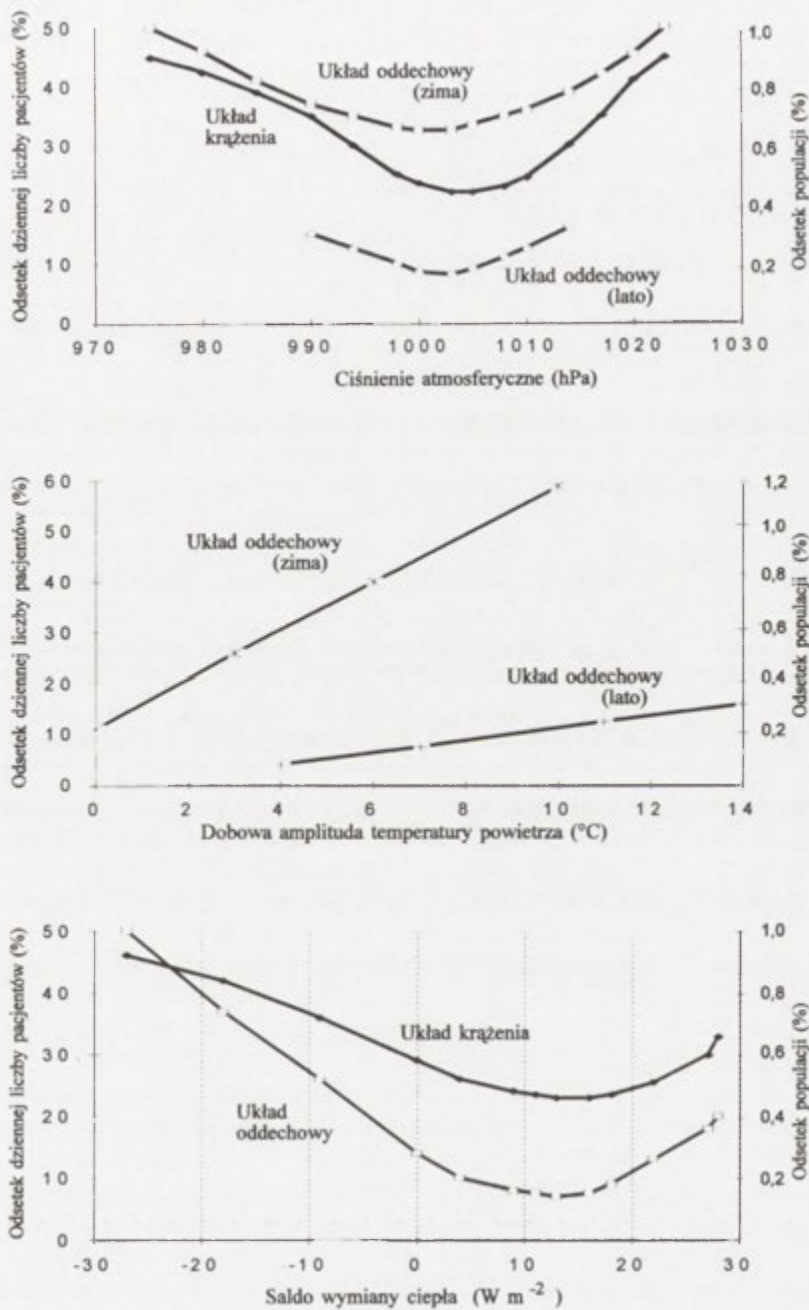 Odsetek dziennej liczby pacjentów (%)
50
40
30
20
10
0
Układ oddechowy
(zima)
Układ
krążenia
Układ oddechowy
(lato)
1,0
0,8
0,6
0,4
0,2
Odsetek populacji (%)
970 980 990 1000 1010 1020 1030
Ciśnienie atmosferyczne (hPa)
Odsetek dziennej liczby pacjentów (%)
60
50
40
30
20
10
0
Układ oddechowy
(zima)
Układ oddechowy
(lato)
1,2
1,0
0,8
0,6
0,4
0,2
Odsetek populacji (%)
0 2 4 6 8 10 12 14
Dobowa amplituda temperatury powietrza (°C)
Odsetek dziennej liczby pacjentów (%)
50
40
30
20
10
0
Układ krążenia
Układ
oddechowy
1,0
0,8
0,6
0,4
0,2
Odsetek populacji (%)
-30 -20 -10 0 10 20 30
Saldo wymiany ciepła (W m⁻²)